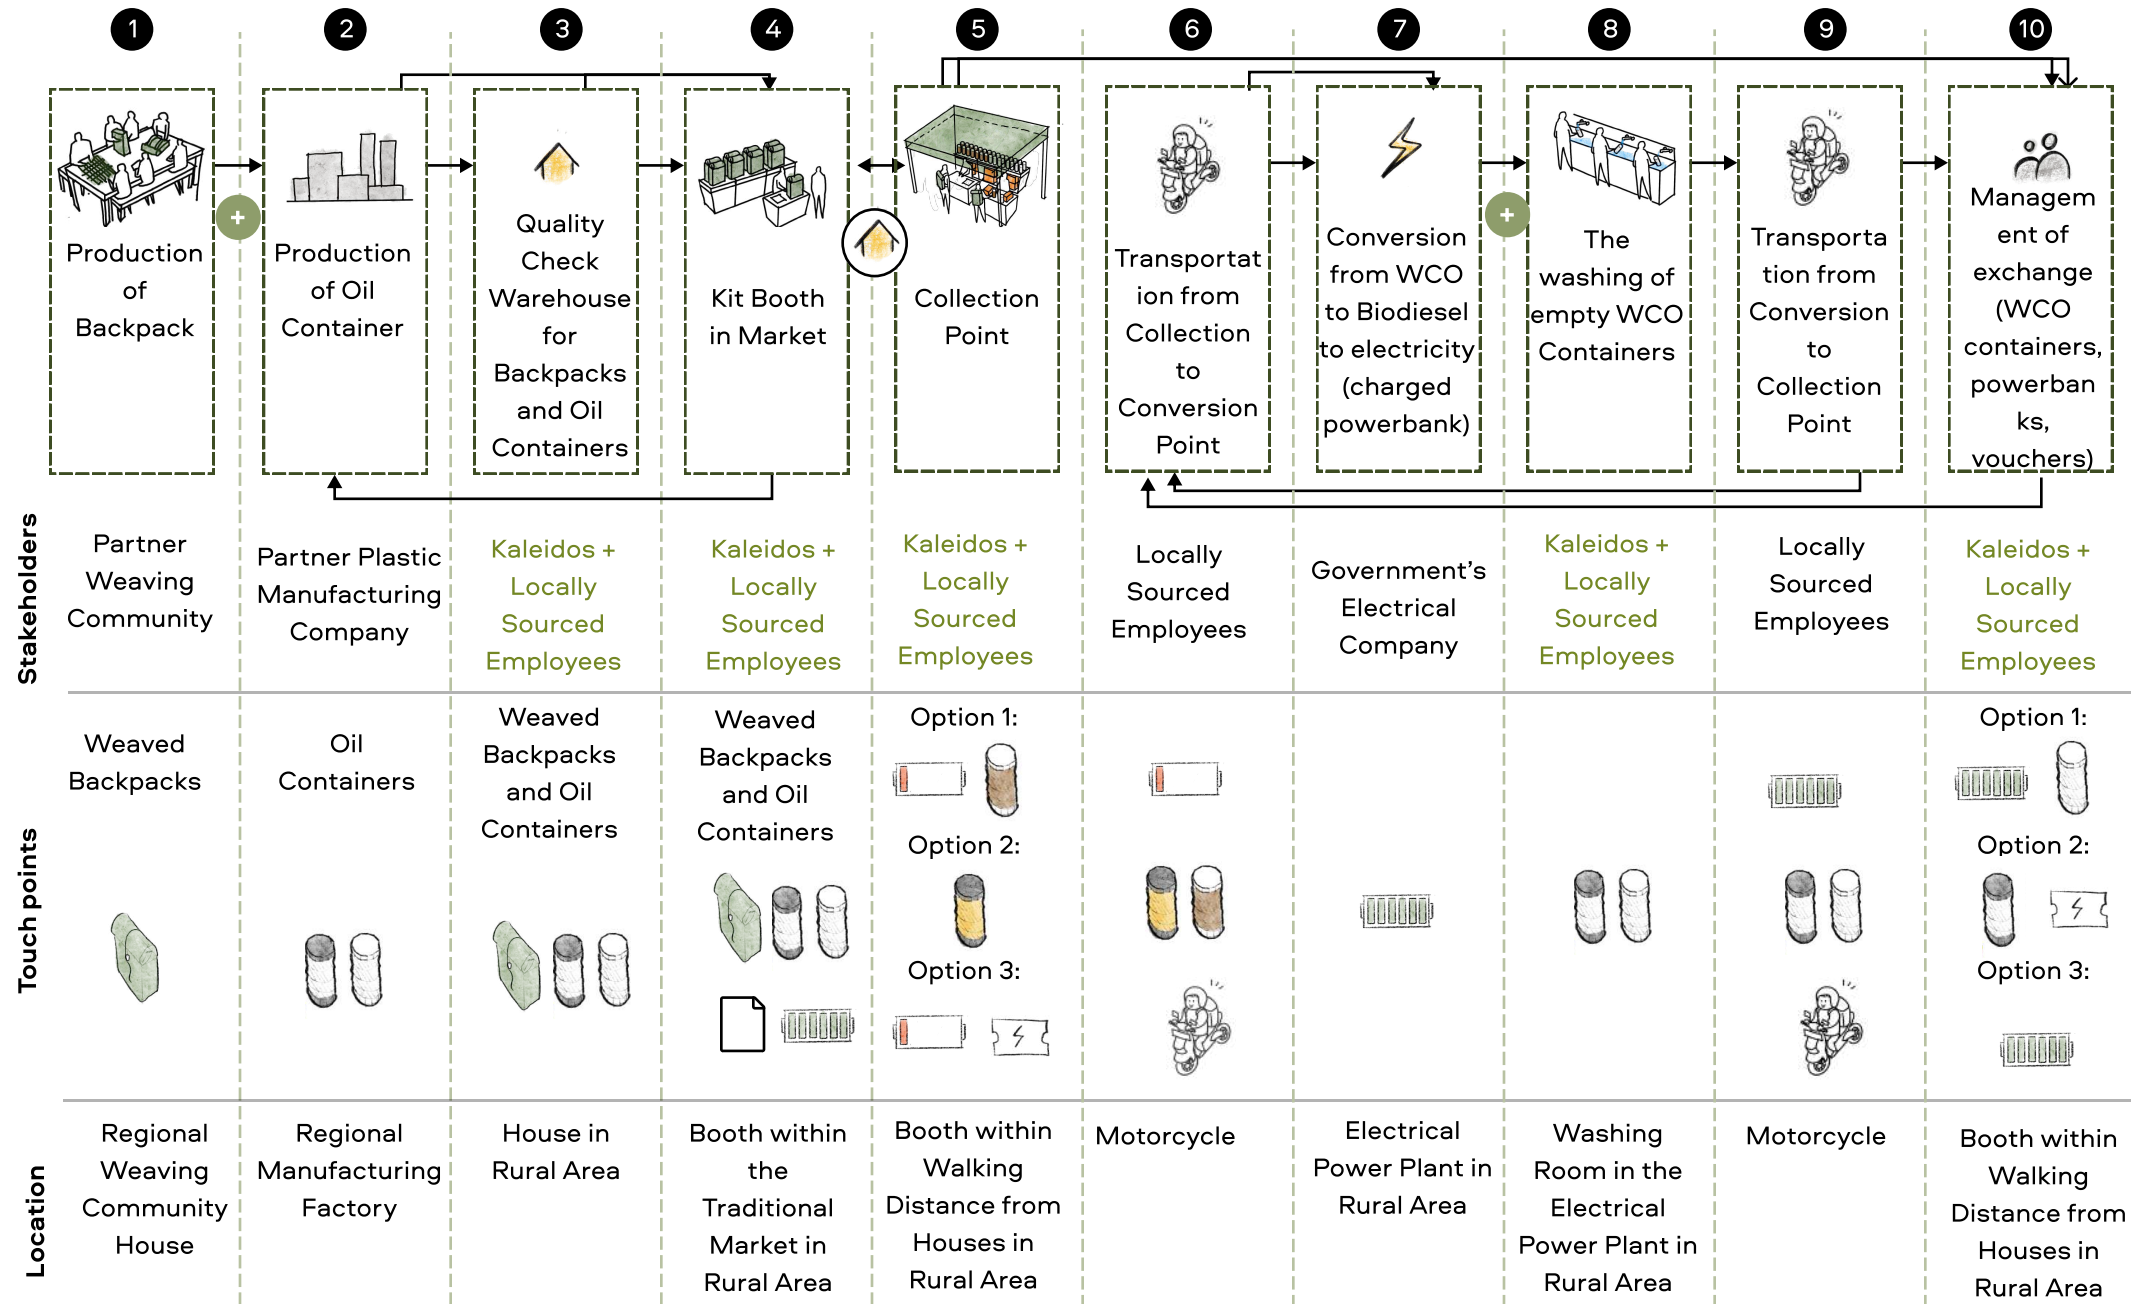 1
2
3
4
5
6
7
8
9
10
Production
of
Backpack
+
Production
of Oil
Container
Quality
Check
Warehouse
for
Backpacks
and Oil
Containers
Kit Booth
in Market
Collection
Point
Transportat
ion from
Collection
to
Conversion
Point
Conversion
from WCO
to Biodiesel
to electricity
(charged
powerbank)
+
The
washing of
empty WCO
Containers
Transporta
tion from
Conversion
to
Collection
Point
Managem
ent of
exchange
(WCO
containers,
powerban
ks,
vouchers)
Stakeholders
Partner
Weaving
Community
Partner Plastic
Manufacturing
Company
Kaleidos +
Locally
Sourced
Employees
Kaleidos +
Locally
Sourced
Employees
Kaleidos +
Locally
Sourced
Employees
Locally
Sourced
Employees
Government's
Electrical
Company
Kaleidos +
Locally
Sourced
Employees
Locally
Sourced
Employees
Kaleidos +
Locally
Sourced
Employees
Touch points
Weaved
Backpacks
Oil
Containers
Weaved
Backpacks
and Oil
Containers
Weaved
Backpacks
and Oil
Containers
Option 1:
Option 2:
Option 3:
Option 1:
Option 2:
Option 3:
Location
Regional
Weaving
Community
House
Regional
Manufacturing
Factory
House in
Rural Area
Booth within
the
Traditional
Market in
Rural Area
Booth within
Walking
Distance from
Houses in
Rural Area
Motorcycle
Electrical
Power Plant in
Rural Area
Washing
Room in the
Electrical
Power Plant in
Rural Area
Motorcycle
Booth within
Walking
Distance from
Houses in
Rural Area